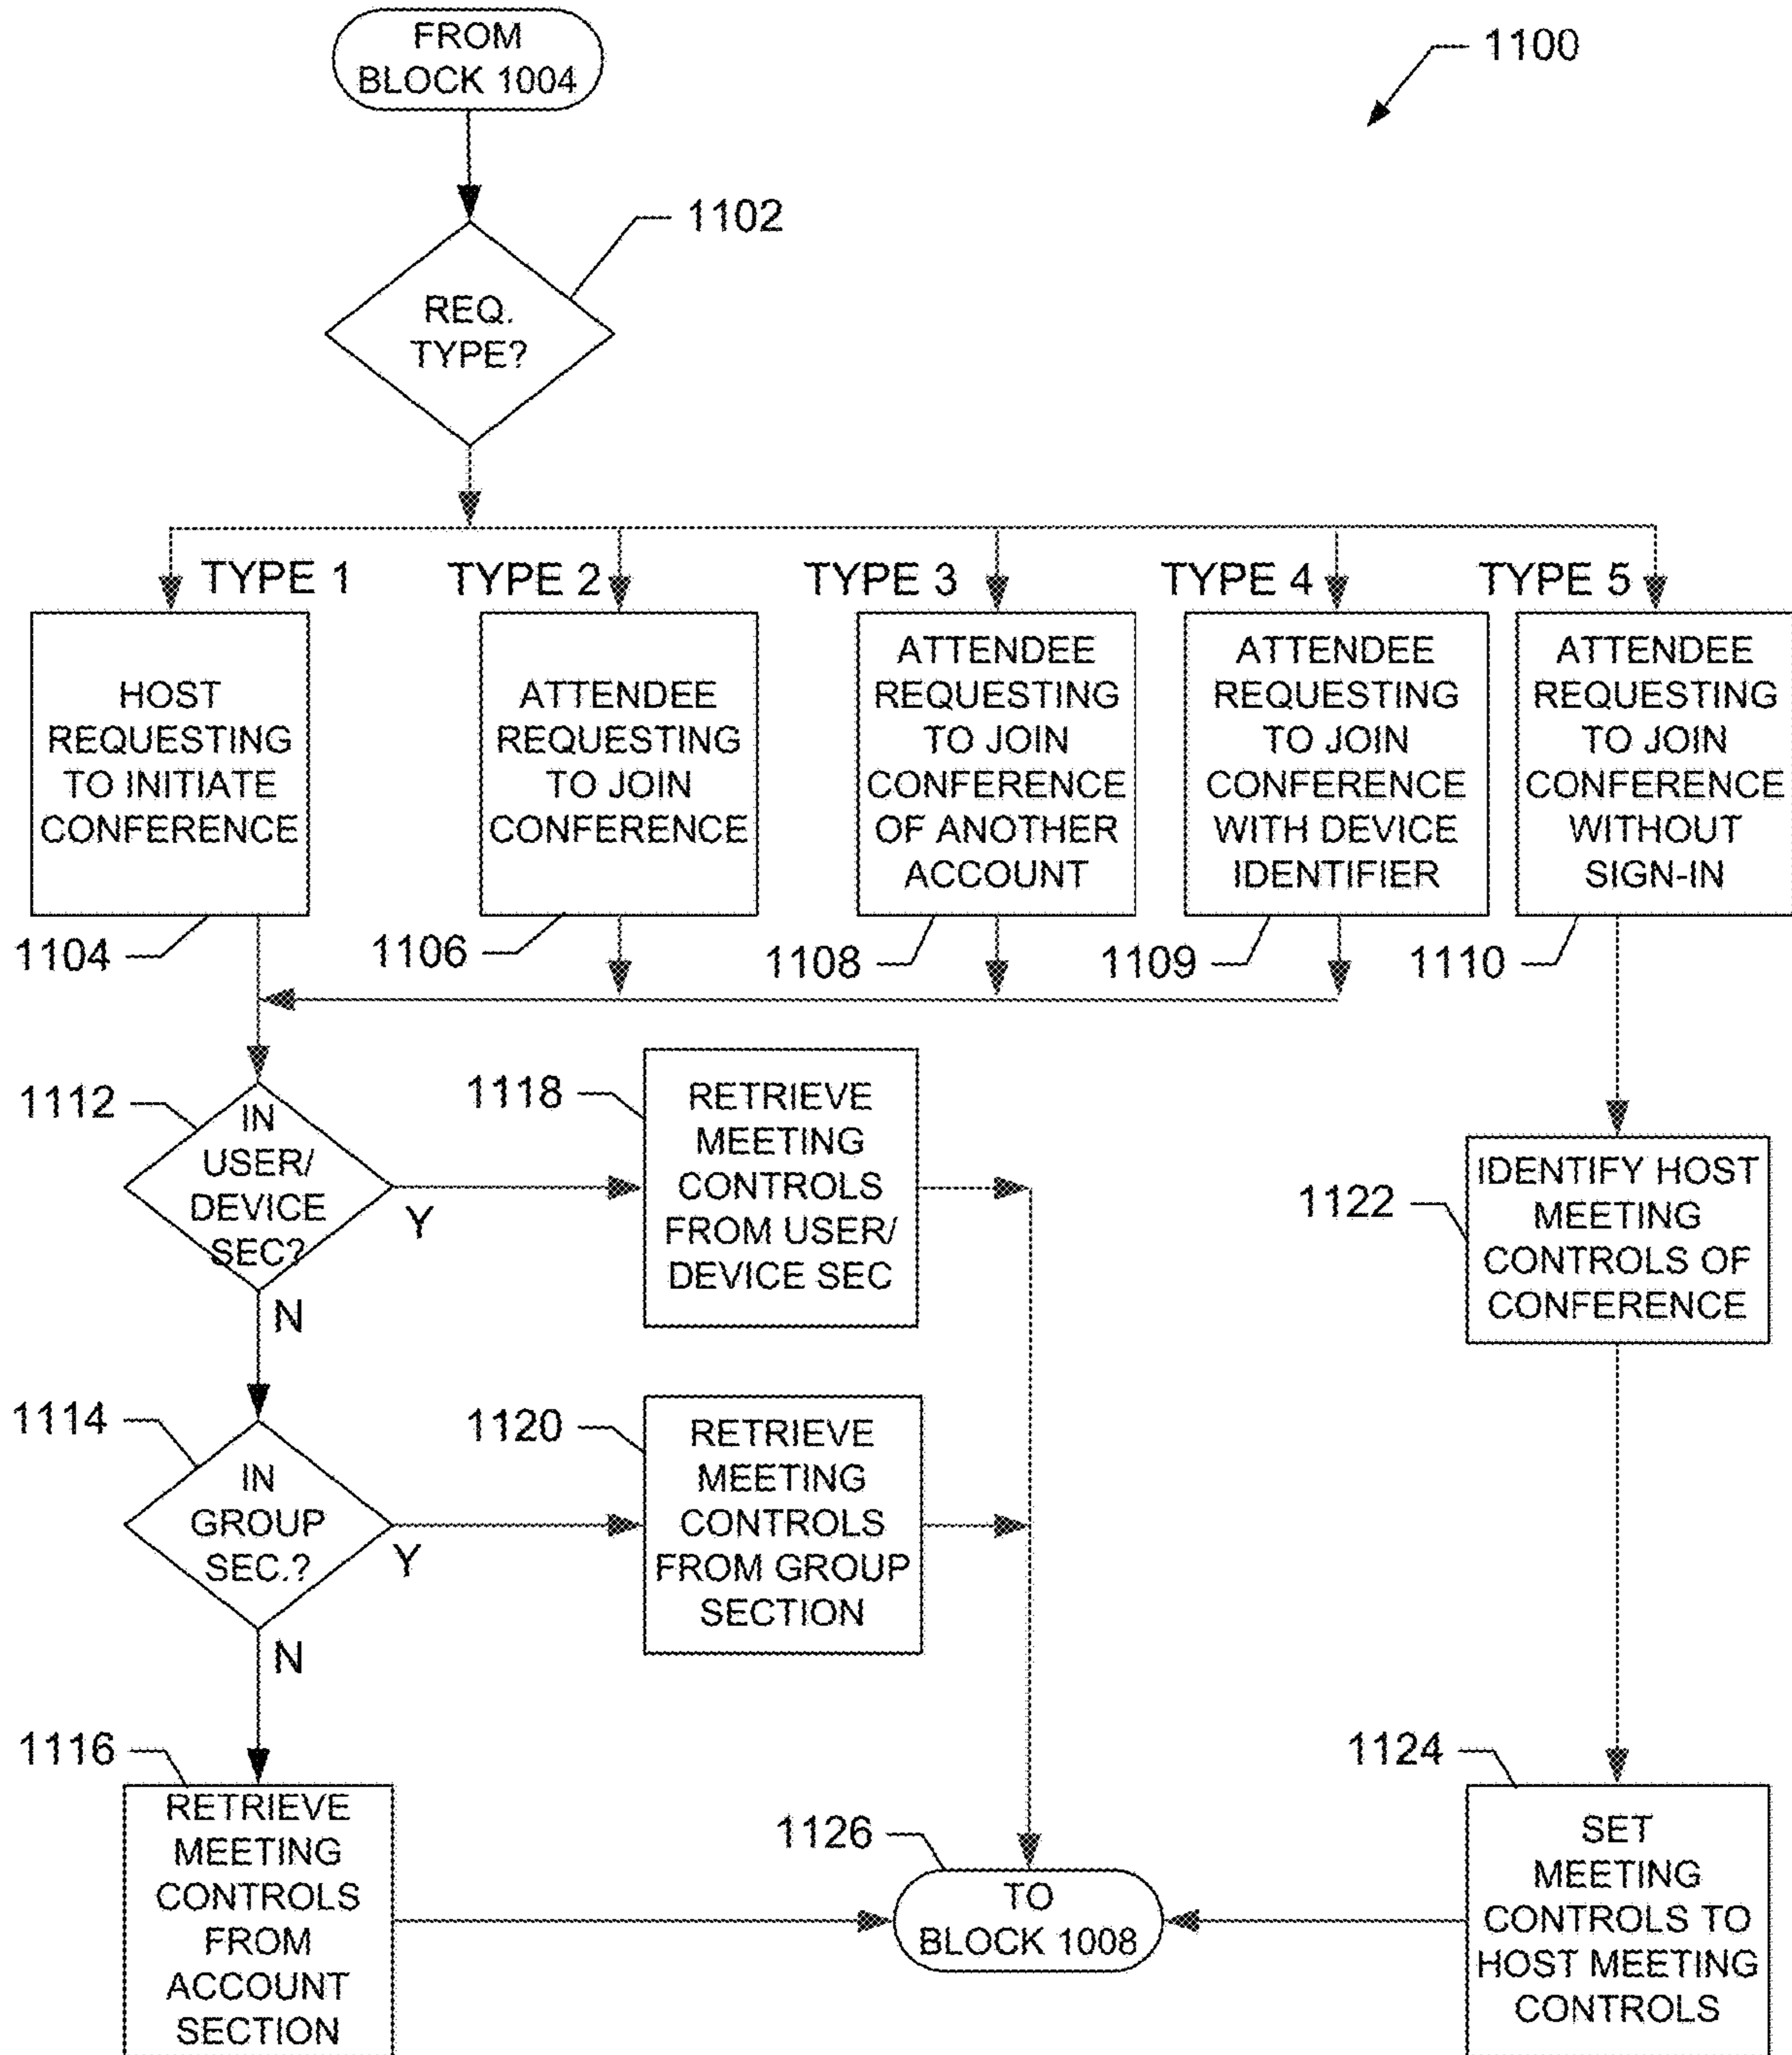 FROM
BLOCK 1004
1100
1102
REQ.
TYPE?
TYPE 1
TYPE 2
TYPE 3
TYPE 4
TYPE 5
HOST
REQUESTING
TO INITIATE
CONFERENCE
ATTENDEE
REQUESTING
TO JOIN
CONFERENCE
ATTENDEE
REQUESTING
TO JOIN
CONFERENCE
OF ANOTHER
ACCOUNT
ATTENDEE
REQUESTING
TO JOIN
CONFERENCE
WITH DEVICE
IDENTIFIER
ATTENDEE
REQUESTING
TO JOIN
CONFERENCE
WITHOUT
SIGN-IN
1104
1106
1108
1109
1110
1112
IN
USER/
DEVICE
SEC?
Y
N
1118
RETRIEVE
MEETING
CONTROLS
FROM USER/
DEVICE SEC
1122
IDENTIFY HOST
MEETING
CONTROLS OF
CONFERENCE
1114
IN
GROUP
SEC.?
Y
N
1120
RETRIEVE
MEETING
CONTROLS
FROM GROUP
SECTION
1116
RETRIEVE
MEETING
CONTROLS
FROM
ACCOUNT
SECTION
1126
TO
BLOCK 1008
1124
SET
MEETING
CONTROLS TO
HOST MEETING
CONTROLS